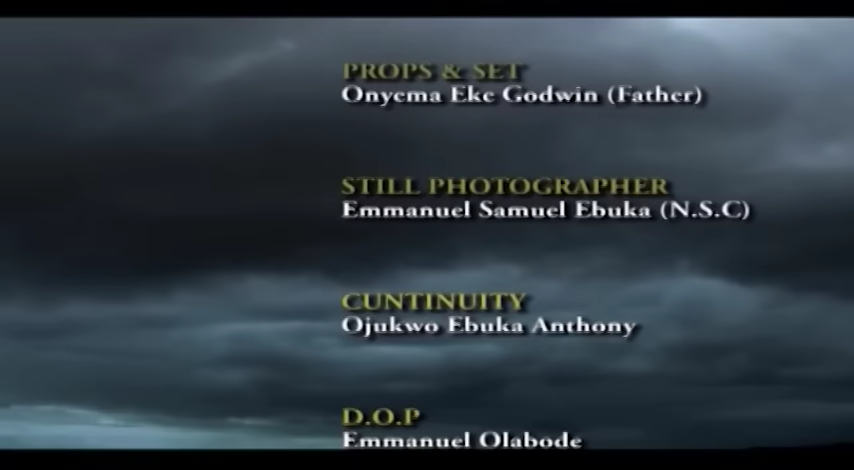 PROPS & SET
Onyema Eke Godwin (Father)
STILL PHOTOGRAPHER
Emmanuel Samuel Ebuka (N.S.C)
CUNTINUITY
Ojukwo Ebuka Anthony
D.O.P
Emmanuel Olabode